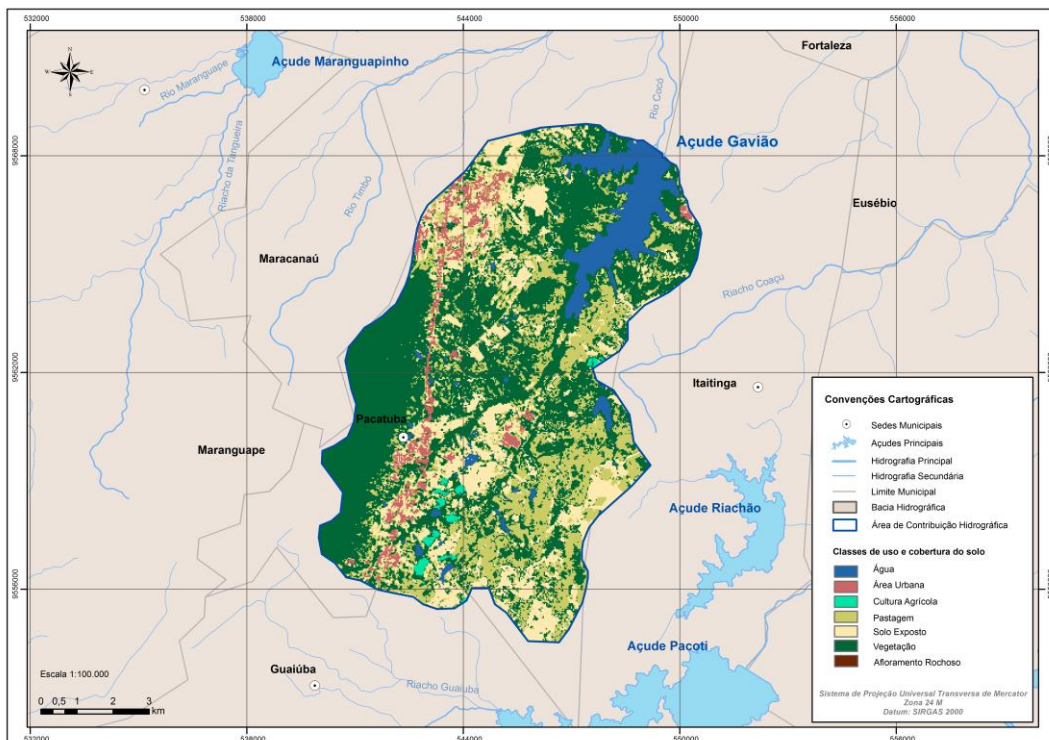 532000
538000
544000
550000
556000
Fortaleza
N
W
E
S
Açude Maranguapinho
Rio Maranguape
Rio Cocó
Açude Gavião
9568000
Riacho da Tangueira
Rio Timbó
Eusébio
Maracanaú
Riacho Coaçu
9562000
Itaitinga
Pacatuba
Maranguape
Açude Riachão
9556000
Açude Pacoti
Guaiúba
Riacho Guaiuba
Escala 1:100.000
0 0,5 1 2 3
km
Convenções Cartográficas
Sedes Municipais
Açudes Principais
Hidrografia Principal
Hidrografia Secundária
Limite Municipal
Bacia Hidrográfica
Área de Contribuição Hidrográfica
Classes de uso e cobertura do solo
Água
Área Urbana
Cultura Agrícola
Pastagem
Solo Exposto
Vegetação
Afloramento Rochoso
Sistema de Projeção Universal Transversa de Mercator
Zona 24 M
Datum: SIRGAS 2000
532000
538000
544000
550000
556000